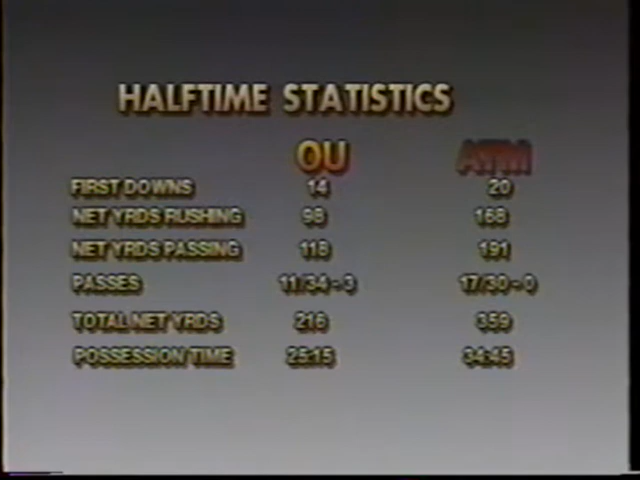 HALFTIME STATISTICS
OU ATM
FIRST DOWNS 14 20
NET YRDS RUSHING 98 168
NET YRDS PASSING 118 191
PASSES 11/34 - 3 17/30 - 0
TOTAL NET YRDS 216 359
POSSESSION TIME 25:15 34:45